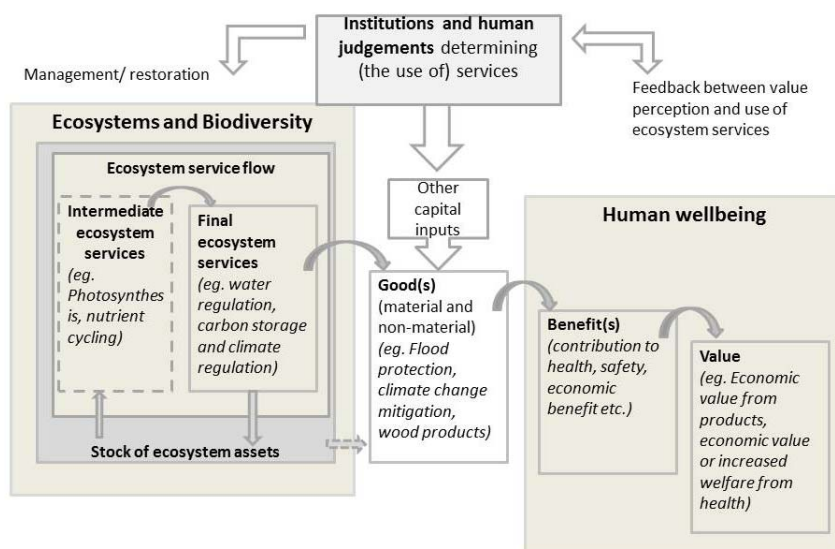 Institutions and human
judgements determining
(the use of) services
Management/ restoration
Feedback between value
perception and use of
ecosystem services
Ecosystems and Biodiversity
Ecosystem service flow
Intermediate
ecosystem
services
(eg.
Photosynthes
is, nutrient
cycling)
Final
ecosystem
services
(eg. water
regulation,
carbon storage
and climate
regulation)
Stock of ecosystem assets
Other
capital
inputs
Good(s)
(material and
non-material)
(eg. Flood
protection,
climate change
mitigation,
wood products)
Human wellbeing
Benefit(s)
(contribution to
health, safety,
economic
benefit etc.)
Value
(eg. Economic
value from
products,
economic value
or increased
welfare from
health)